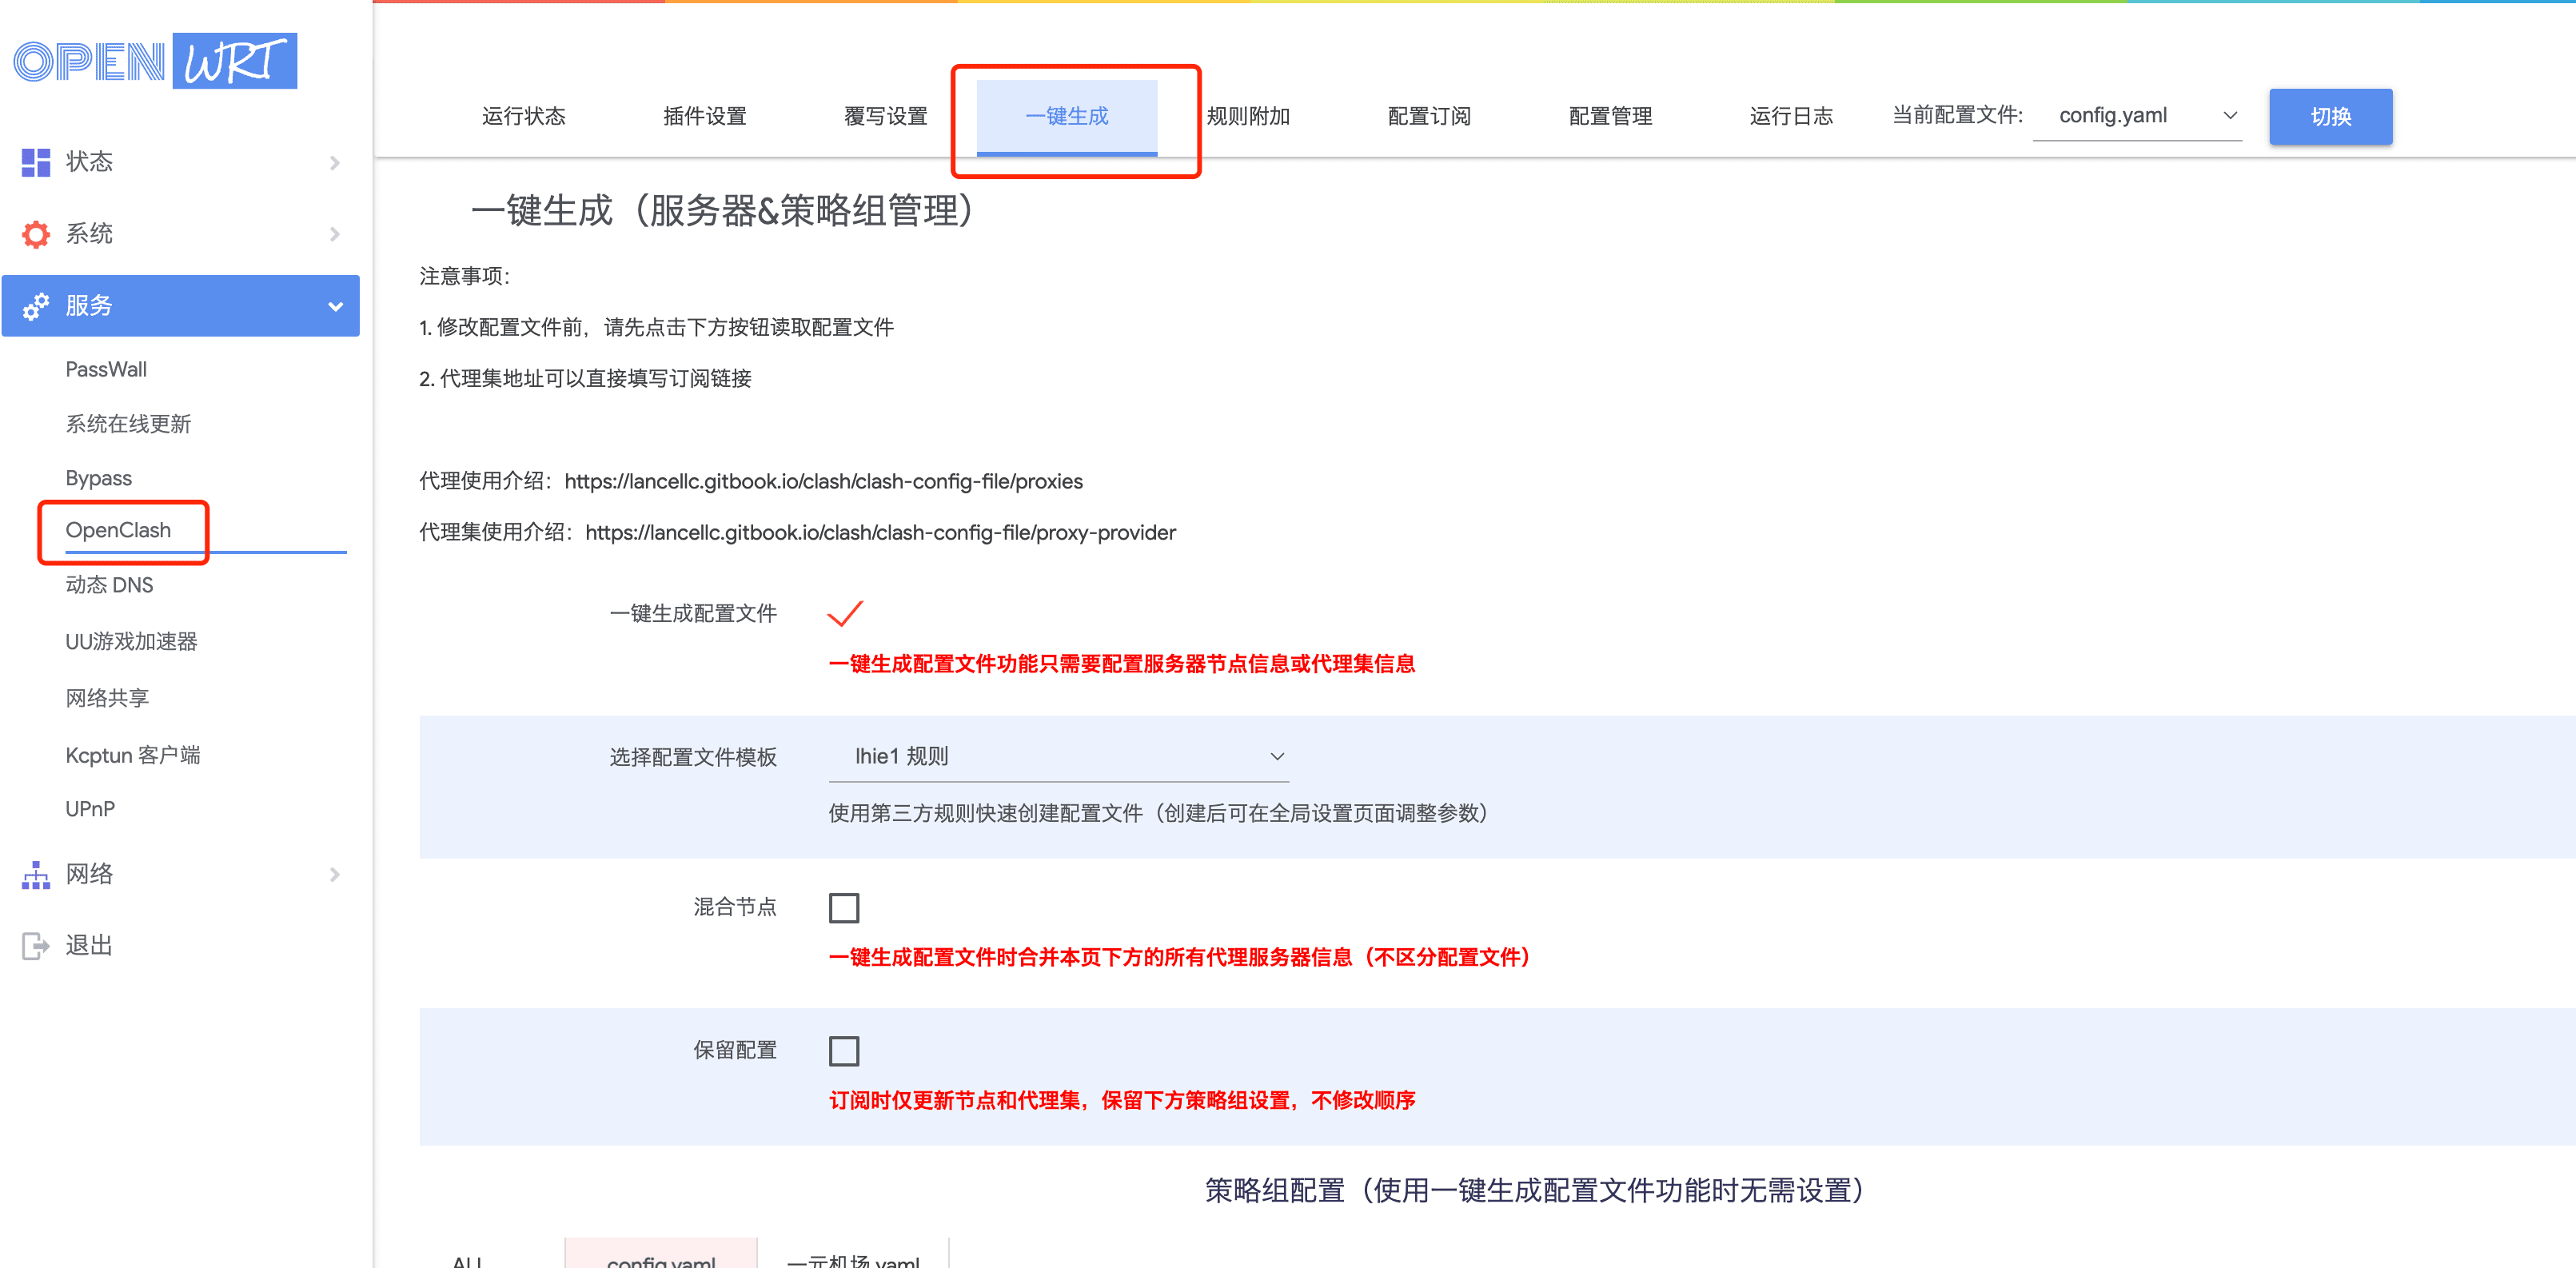 OPENWRT
状态
系统
服务
PassWall
系统在线更新
Bypass
OpenClash
动态 DNS
UU游戏加速器
网络共享
Kcptun 客户端
UPnP
网络
退出
运行状态
插件设置
覆写设置
一键生成
规则附加
配置订阅
配置管理
运行日志
当前配置文件:
config.yaml
切换
一键生成（服务器&策略组管理）
注意事项：
1. 修改配置文件前，请先点击下方按钮读取配置文件
2. 代理集地址可以直接填写订阅链接
代理使用介绍：https://lancellc.gitbook.io/clash/clash-config-file/proxies
代理集使用介绍：https://lancellc.gitbook.io/clash/clash-config-file/proxy-provider
一键生成配置文件
一键生成配置文件功能只需要配置服务器节点信息或代理集信息
选择配置文件模板
lhie1 规则
使用第三方规则快速创建配置文件（创建后可在全局设置页面调整参数）
混合节点
一键生成配置文件时合并本页下方的所有代理服务器信息（不区分配置文件）
保留配置
订阅时仅更新节点和代理集，保留下方策略组设置，不修改顺序
策略组配置（使用一键生成配置文件功能时无需设置）
ALL
config.yaml
一元机场.yaml